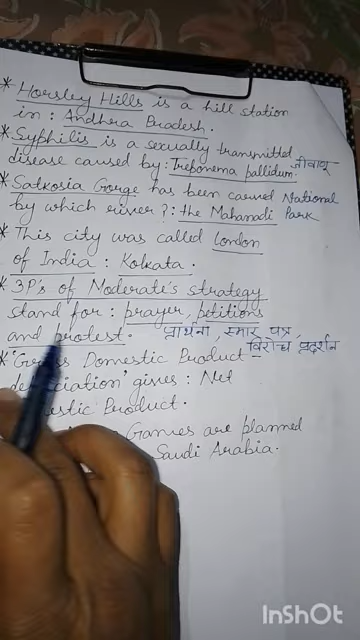 * Horsley Hills is a hill station
in : Andhra Pradesh.
* Syphilis is a sexually transmitted
disease caused by: Treponema pallidum. जीवाणु
* Satkosia Gorge has been carved National
by which river? : the Mahanadi Park
* This city was called London
of India : Kolkata.
* 3P's of Moderate's strategy
stand for : prayer, petitions
and protest. प्रार्थना, स्मार पत्र,
विरोध प्रदर्शन
* 'Gross Domestic Product –
gives : Net
Product.
Games are planned
Saudi Arabia.
InShOt